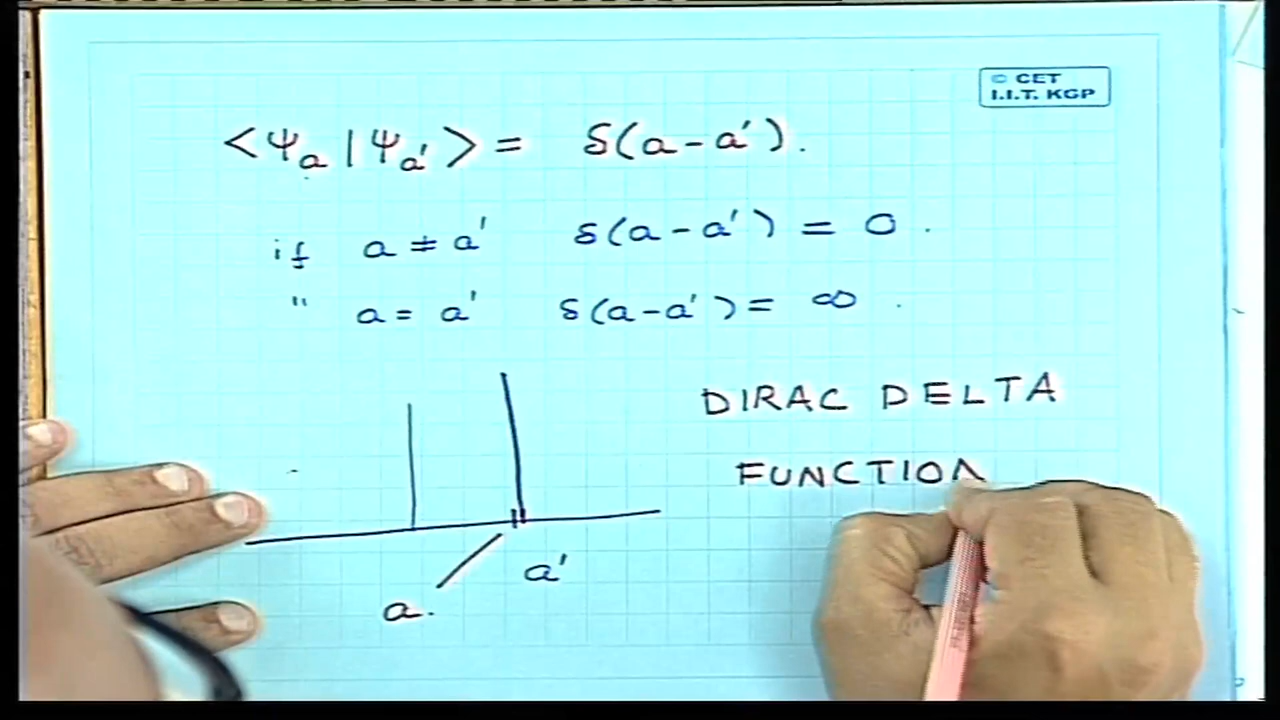 © CET
I.I.T. KGP
<ψa | ψa'> = δ(a-a').
if a ≠ a' δ(a-a') = 0.
" a = a' δ(a-a') = ∞.
DIRAC DELTA
FUNCTION
a'
a.